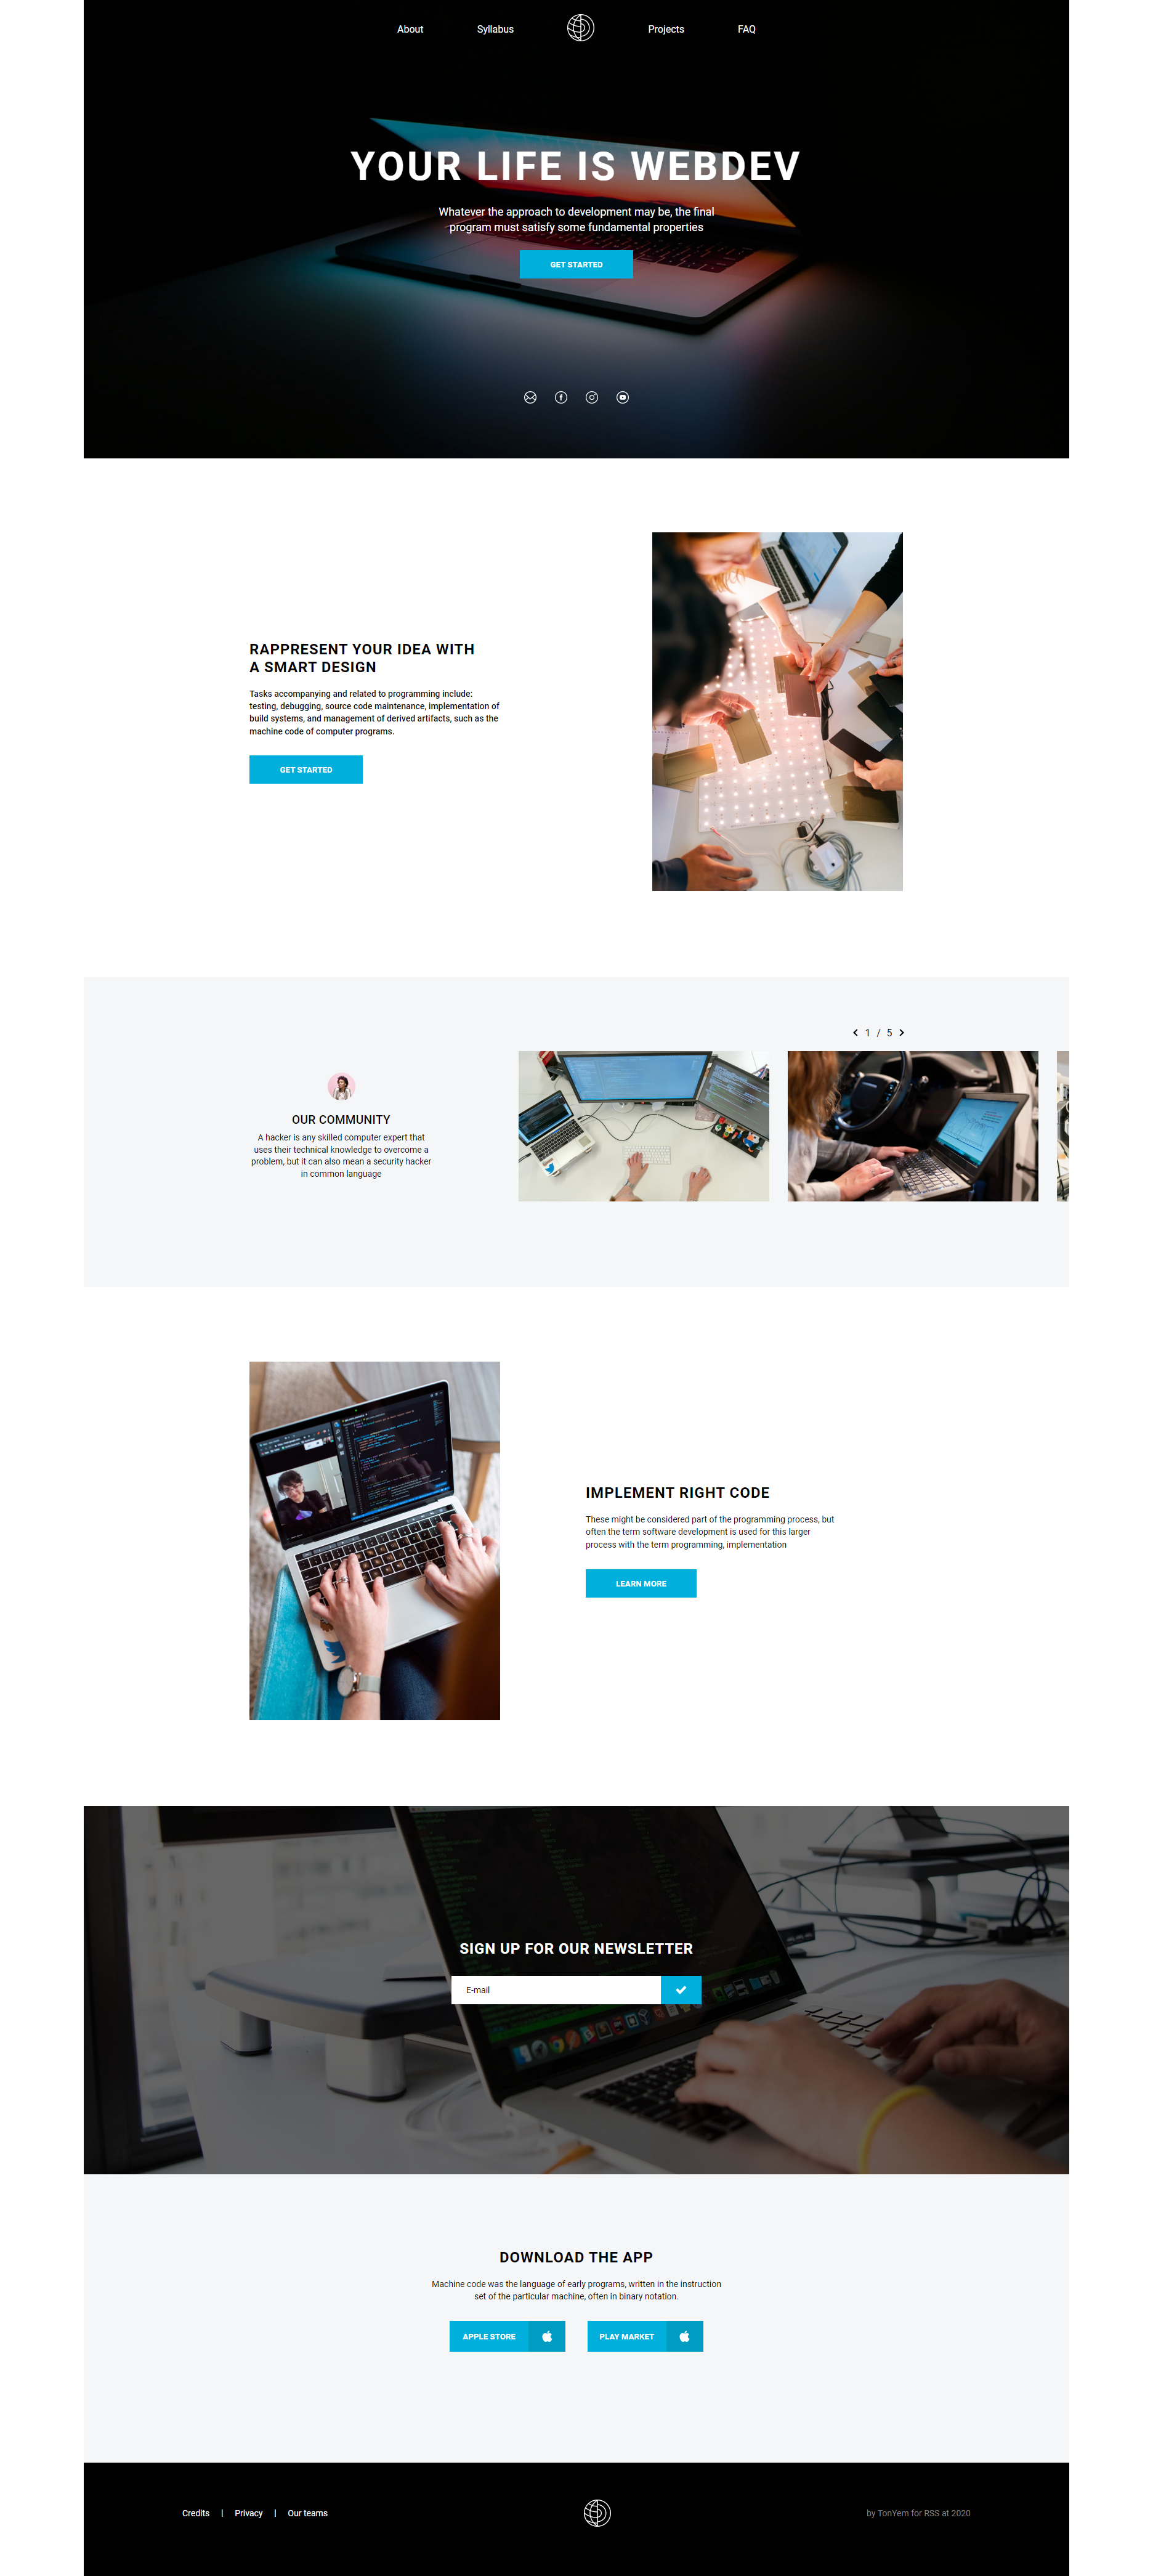 About
Syllabus
Projects
FAQ
YOUR LIFE IS WEBDEV
Whatever the approach to development may be, the final
program must satisfy some fundamental properties
GET STARTED
RAPPRESENT YOUR IDEA WITH
A SMART DESIGN
Tasks accompanying and related to programming include:
testing, debugging, source code maintenance, implementation of
build systems, and management of derived artifacts, such as the
machine code of computer programs.
GET STARTED
1 / 5
OUR COMMUNITY
A hacker is any skilled computer expert that
uses their technical knowledge to overcome a
problem, but it can also mean a security hacker
in common language
IMPLEMENT RIGHT CODE
These might be considered part of the programming process, but
often the term software development is used for this larger
process with the term programming, implementation
LEARN MORE
SIGN UP FOR OUR NEWSLETTER
E-mail
DOWNLOAD THE APP
Machine code was the language of early programs, written in the instruction
set of the particular machine, often in binary notation.
APPLE STORE
PLAY MARKET
Credits | Privacy | Our teams
by TonYem for RSS at 2020